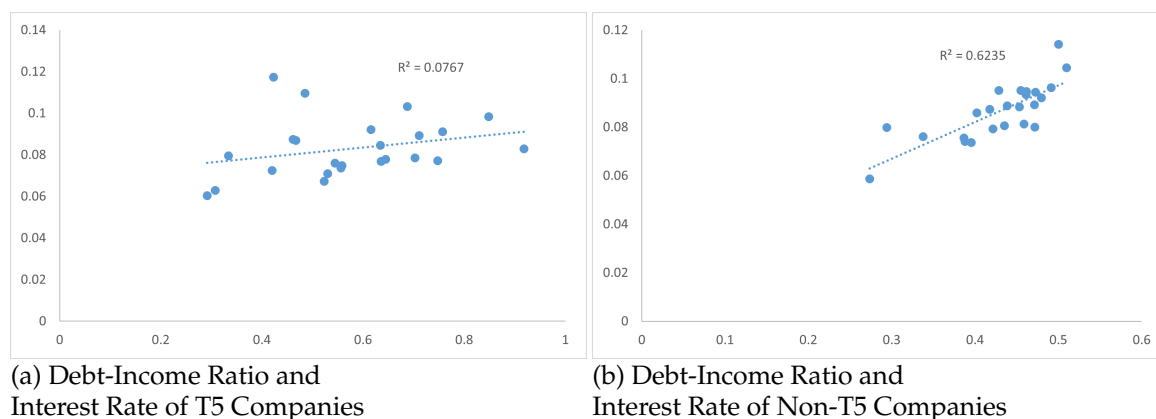 0.14
0.12
0.1
0.08
0.06
0.04
0.02
0
0 0.2 0.4 0.6 0.8 1
R² = 0.0767
(a) Debt-Income Ratio and
Interest Rate of T5 Companies
0.12
0.1
0.08
0.06
0.04
0.02
0
0 0.1 0.2 0.3 0.4 0.5 0.6
R² = 0.6235
(b) Debt-Income Ratio and
Interest Rate of Non-T5 Companies